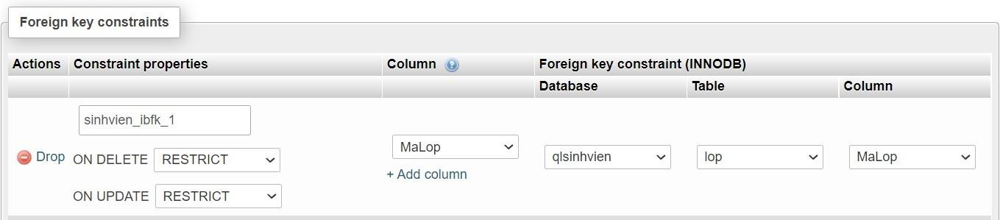 Foreign key constraints
Actions Constraint properties Column Foreign key constraint (INNODB)
Database Table Column
sinhvien_ibfk_1
Drop ON DELETE RESTRICT MaLop qlsinhvien lop MaLop
+ Add column
ON UPDATE RESTRICT